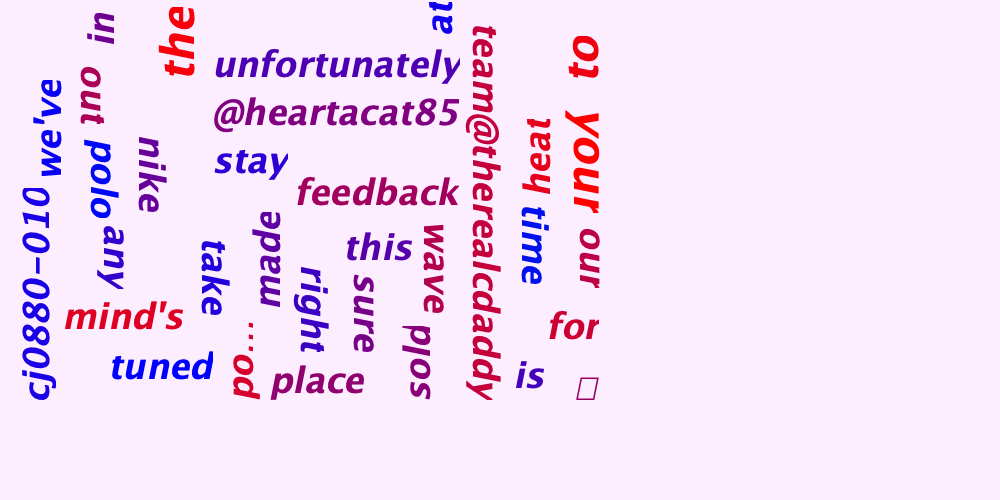 in
the
at
unfortunately
team@therealcdaddy
to
out
we've
@heartacat85
your
polo
nike
stay
heat
feedback
cj0880-010
any
take
made
this
wave
time
our
mind's
right
sure
for
tuned
po...
place
sold
is